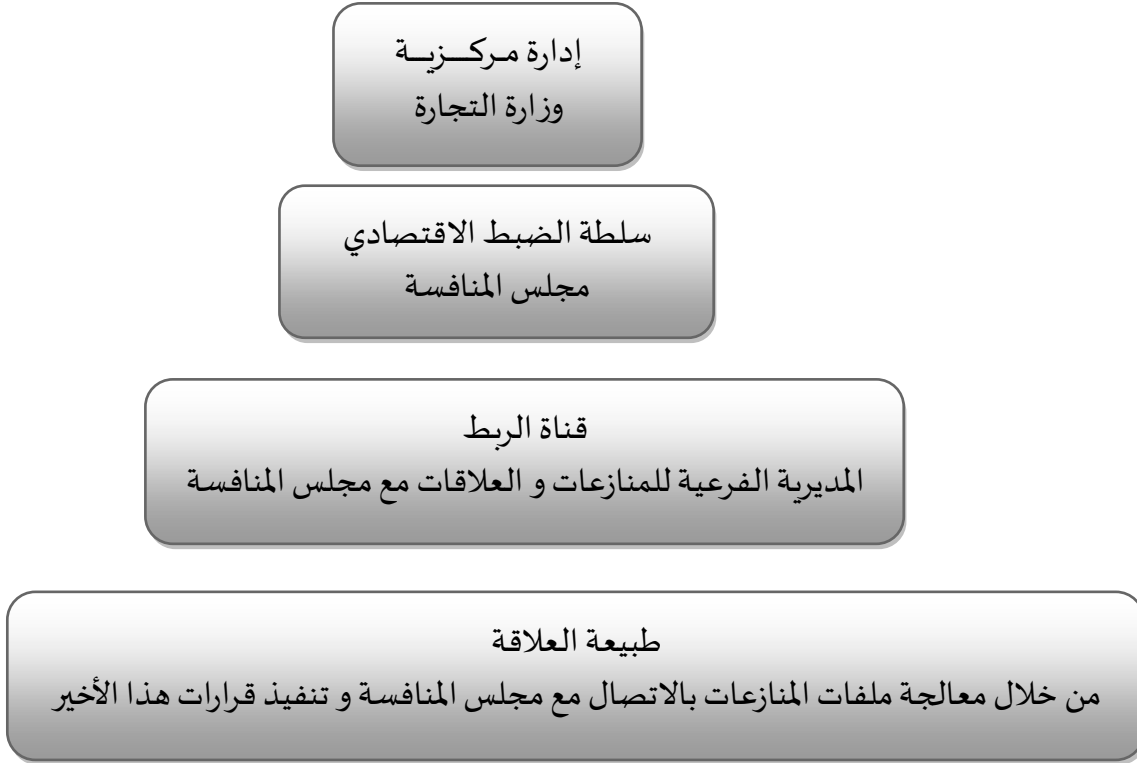 إدارة مـركـــزيــة
وزارة التجارة
سلطة الضبط الاقتصادي
مجلس المنافسة
قناة الربط
المديرية الفرعية للمنازعات و العلاقات مع مجلس المنافسة
طبيعة العلاقة
من خلال معالجة ملفات المنازعات بالاتصال مع مجلس المنافسة و تنفيذ قرارات هذا الأخير